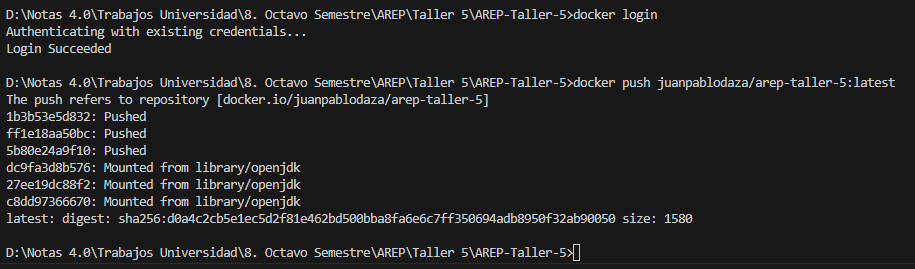 D:\Notas 4.0\Trabajos Universidad\8. Octavo Semestre\AREP\Taller 5\AREP-Taller-5>docker login
Authenticating with existing credentials...
Login Succeeded
D:\Notas 4.0\Trabajos Universidad\8. Octavo Semestre\AREP\Taller 5\AREP-Taller-5>docker push juanpablodaza/arep-taller-5:latest
The push refers to repository [docker.io/juanpablodaza/arep-taller-5]
1b3b53e5d832: Pushed
ff1e18aa50bc: Pushed
5b80e24a9f10: Pushed
dc9fa3d8b576: Mounted from library/openjdk
27ee19dc88f2: Mounted from library/openjdk
c8dd97366670: Mounted from library/openjdk
latest: digest: sha256:d0a4c2cb5e1ec5d2f81e462bd500bba8fa6e6c7ff350694adb8950f32ab90050 size: 1580
D:\Notas 4.0\Trabajos Universidad\8. Octavo Semestre\AREP\Taller 5\AREP-Taller-5>